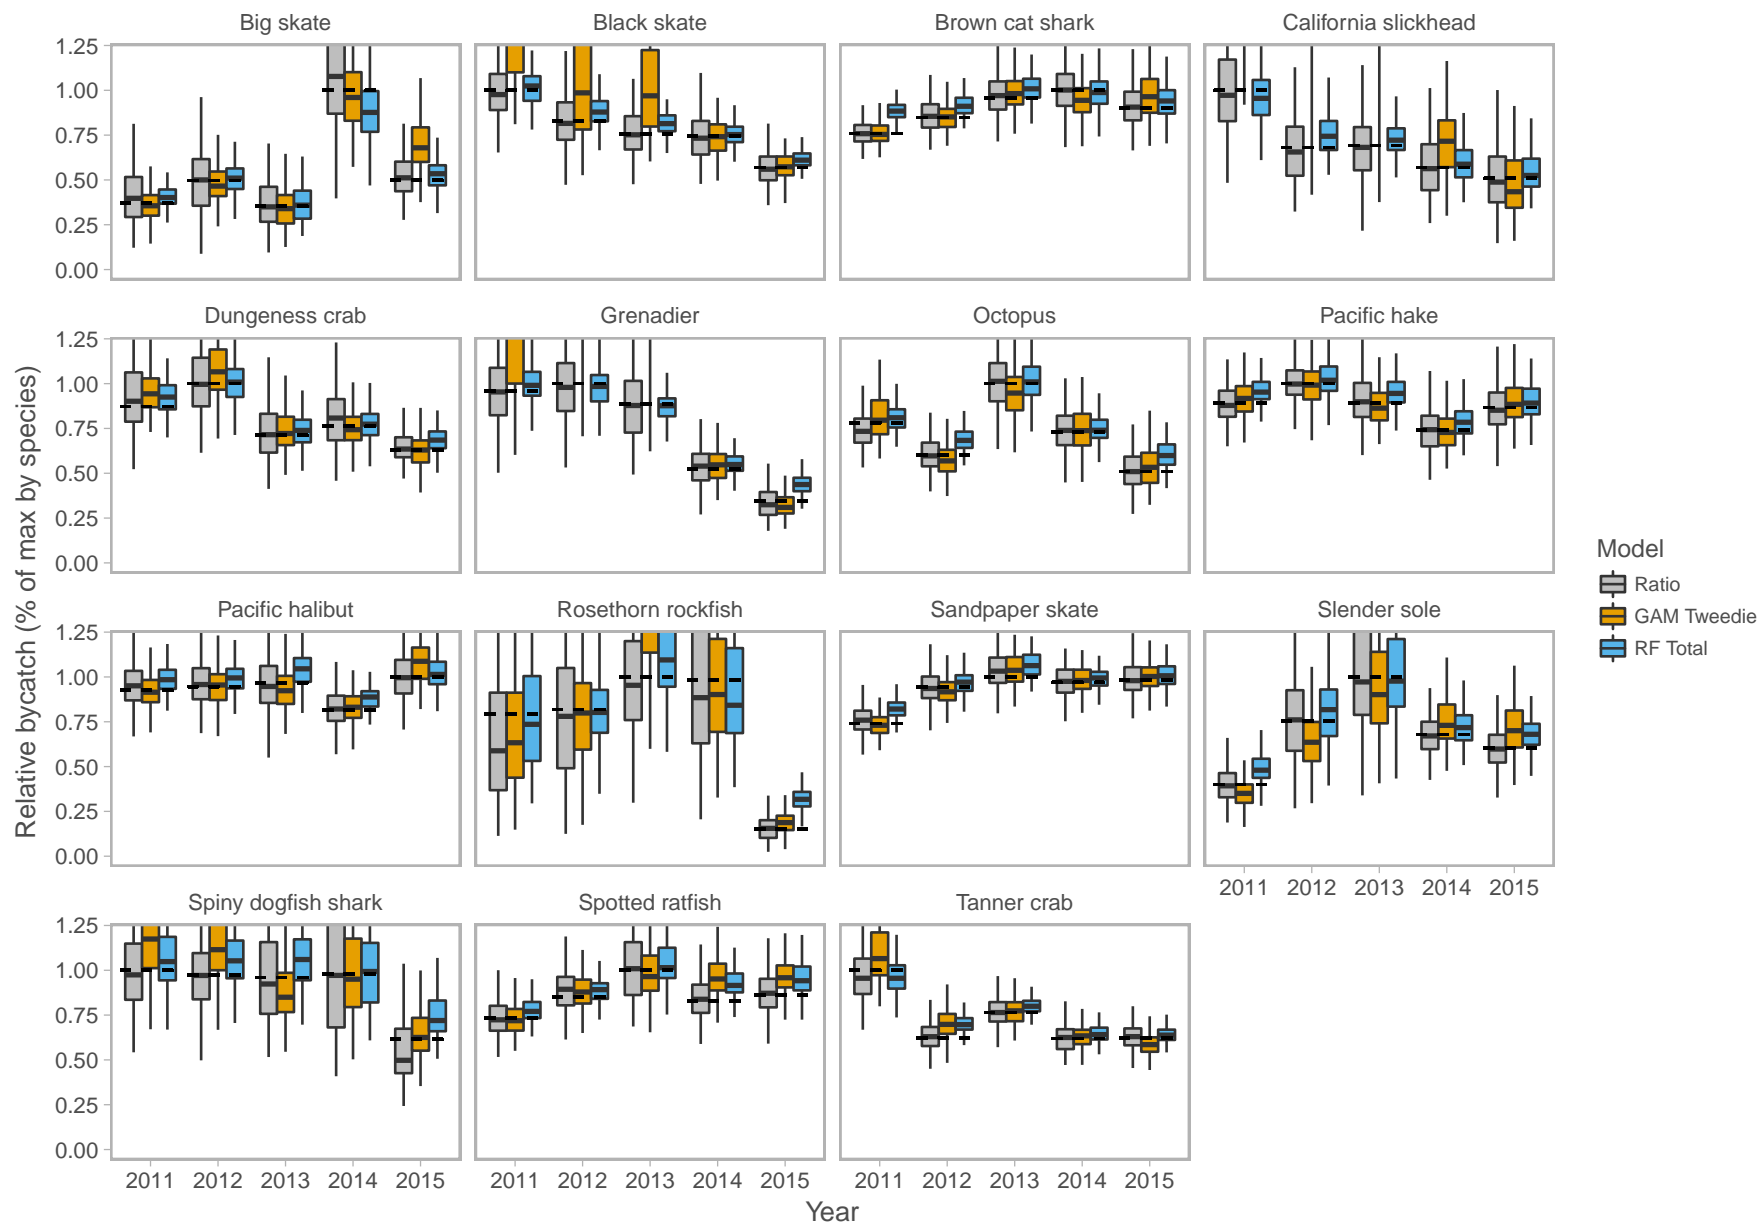 Big skate
Black skate
Brown cat shark
California slickhead
1.25
1.00
0.75
0.50
0.25
0.00
Dungeness crab
Grenadier
Octopus
Pacific hake
1.25
1.00
0.75
0.50
0.25
0.00
Pacific halibut
Rosethorn rockfish
Sandpaper skate
Slender sole
1.25
1.00
0.75
0.50
0.25
0.00
2011 2012 2013 2014 2015
Spiny dogfish shark
Spotted ratfish
Tanner crab
1.25
1.00
0.75
0.50
0.25
0.00
2011 2012 2013 2014 2015
2011 2012 2013 2014 2015
2011 2012 2013 2014 2015
Year
Relative bycatch (% of max by species)
Model
Ratio
GAM Tweedie
RF Total